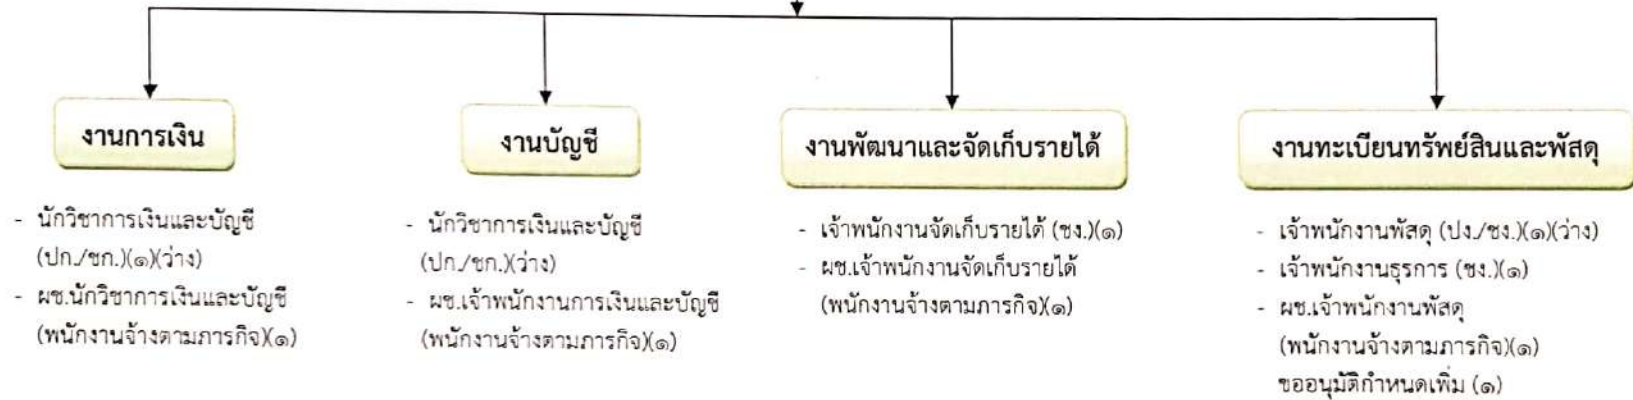 งานการเงิน
- นักวิชาการเงินและบัญชี
(ปก./ชก.)(๑)(ว่าง)
- ผช.นักวิชาการเงินและบัญชี
(พนักงานจ้างตามภารกิจ)(๑)
งานบัญชี
- นักวิชาการเงินและบัญชี
(ปก./ชก.)(ว่าง)
- ผช.เจ้าพนักงานการเงินและบัญชี
(พนักงานจ้างตามภารกิจ)(๑)
งานพัฒนาและจัดเก็บรายได้
- เจ้าพนักงานจัดเก็บรายได้ (ชง.)(๑)
- ผช.เจ้าพนักงานจัดเก็บรายได้
(พนักงานจ้างตามภารกิจ)(๑)
งานทะเบียนทรัพย์สินและพัสดุ
- เจ้าพนักงานพัสดุ (ปง./ชง.)(๑)(ว่าง)
- เจ้าพนักงานธุรการ (ชง.)(๑)
- ผช.เจ้าพนักงานพัสดุ
(พนักงานจ้างตามภารกิจ)(๑)
ขออนุมัติกำหนดเพิ่ม (๑)